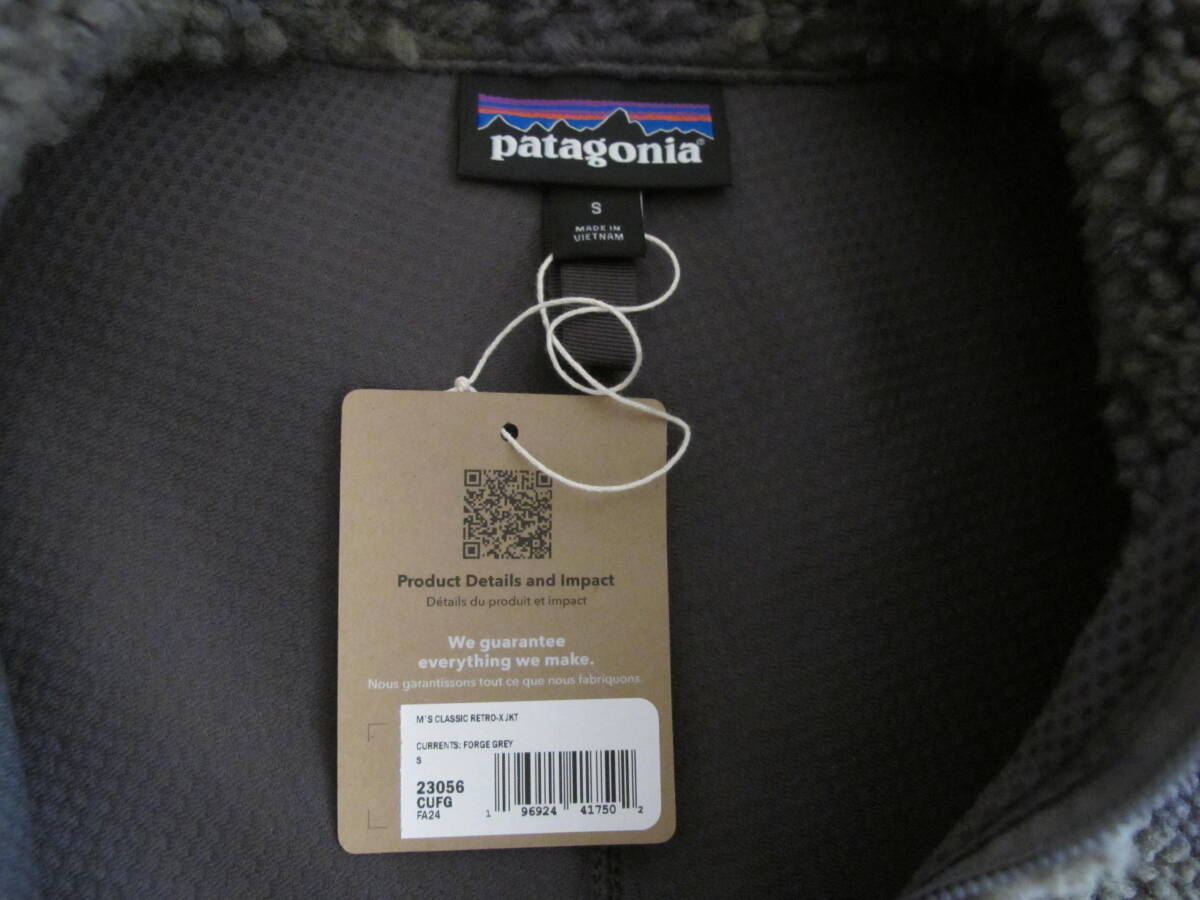 patagonia®
S
MADE IN
VIETNAM
Product Details and Impact
Détails du produit et impact
We guarantee
everything we make.
Nous garantissons tout ce que nous fabriquons.
M'S CLASSIC RETRO-X JKT
CURRENTS: FORGE GREY
S
23056
CUFG
FA24
1 96924 41750 2